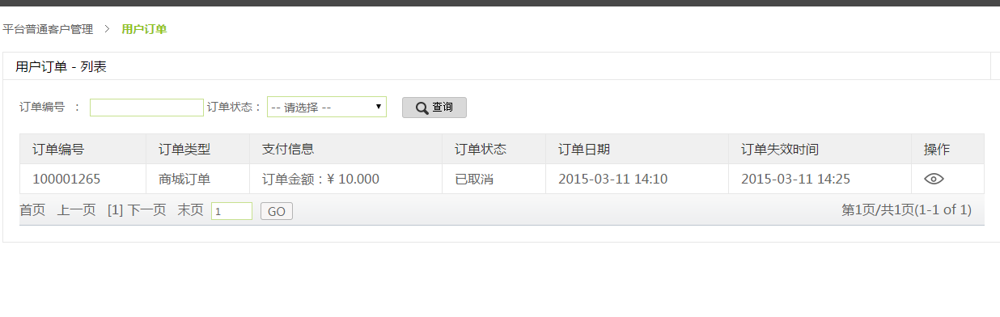 平台普通客户管理 > 用户订单
用户订单 - 列表
订单编号 : 订单状态: -- 请选择 -- 查询
订单编号 订单类型 支付信息 订单状态 订单日期 订单失效时间 操作
100001265 商城订单 订单金额:¥ 10.000 已取消 2015-03-11 14:10 2015-03-11 14:25
首页 上一页 [1] 下一页 末页 1 GO 第1页/共1页(1-1 of 1)